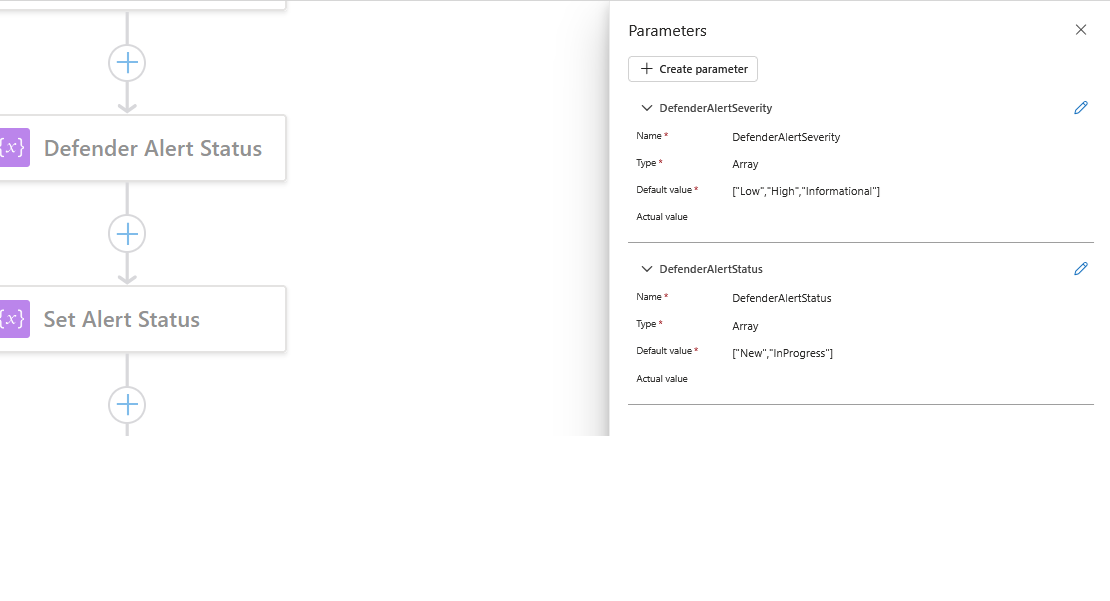 Parameters
Create parameter
DefenderAlertSeverity
Name *
DefenderAlertSeverity
Type *
Array
Default value *
["Low","High","Informational"]
Actual value
DefenderAlertStatus
Name *
DefenderAlertStatus
Type *
Array
Default value *
["New","InProgress"]
Actual value
{x} Defender Alert Status
{x} Set Alert Status